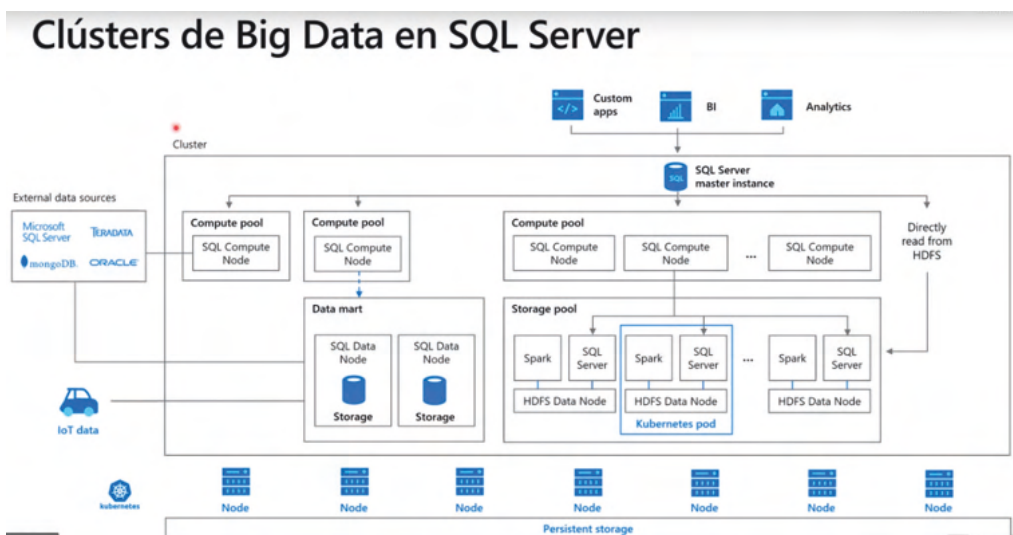 Clústers de Big Data en SQL Server
Custom
apps
BI
Analytics
Cluster
SQL
SQL Server
master instance
External data sources
Microsoft
SQL Server
TERADATA
mongoDB.
ORACLE
Compute pool
SQL Compute
Node
Compute pool
SQL Compute
Node
Compute pool
SQL Compute
Node
SQL Compute
Node
...
SQL Compute
Node
Directly
read from
HDFS
Data mart
SQL Data
Node
Storage
SQL Data
Node
Storage
Storage pool
Spark
SQL
Server
HDFS Data Node
Spark
SQL
Server
HDFS Data Node
Kubernetes pod
...
Spark
SQL
Server
HDFS Data Node
IoT data
kubernetes
Node
Node
Node
Node
Node
Node
Node
Persistent storage